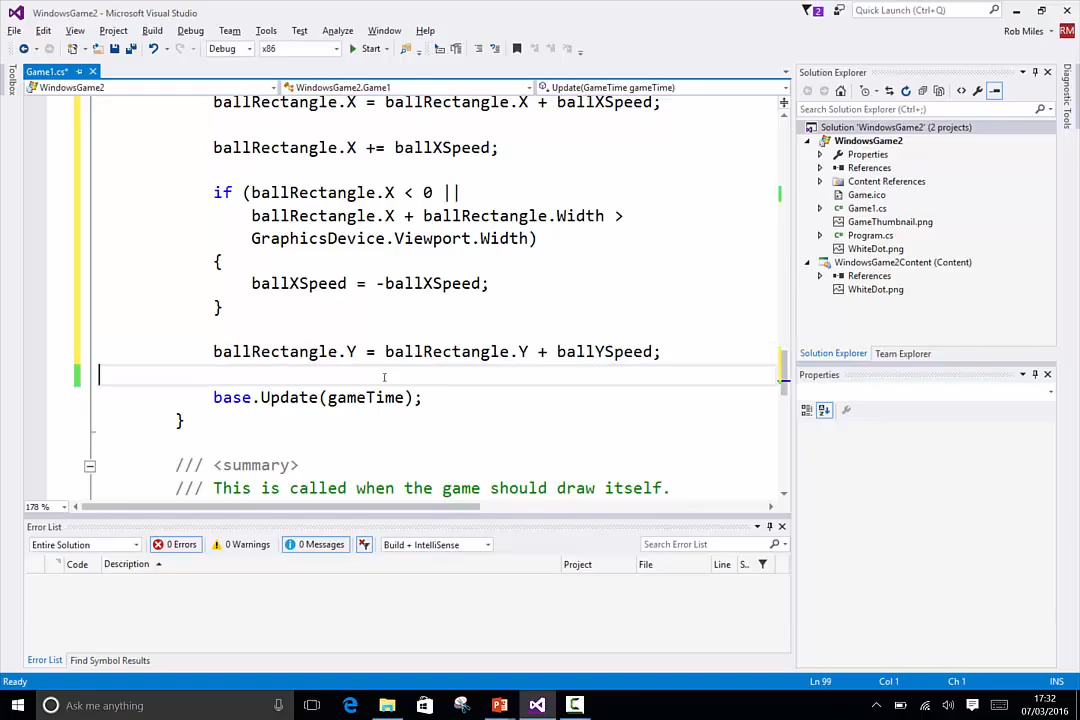 WindowsGame2 - Microsoft Visual Studio
2
Quick Launch (Ctrl+Q)
File Edit View Project Build Debug Team Tools Test Analyze Window Help
Rob Miles RM
Debug x86 Start
Toolbox
Game1.cs*
WindowsGame2 WindowsGame2.Game1 Update(GameTime gameTime)
ballRectangle.X = ballRectangle.X + ballXSpeed;
ballRectangle.X += ballXSpeed;
if (ballRectangle.X < 0 ||
ballRectangle.X + ballRectangle.Width >
GraphicsDevice.Viewport.Width)
{
ballXSpeed = -ballXSpeed;
}
ballRectangle.Y = ballRectangle.Y + ballYSpeed;
base.Update(gameTime);
}
/// <summary>
/// This is called when the game should draw itself.
178 %
Error List
Entire Solution 0 Errors 0 Warnings 0 Messages Build + IntelliSense Search Error List
Code Description Project File Line S..
Error List Find Symbol Results
Solution Explorer
Search Solution Explorer (Ctrl+;)
Solution 'WindowsGame2' (2 projects)
WindowsGame2
Properties
References
Content References
Game.ico
Game1.cs
GameThumbnail.png
Program.cs
WhiteDot.png
WindowsGame2Content (Content)
References
WhiteDot.png
Solution Explorer Team Explorer
Properties
Diagnostic Tools
Ready Ln 99 Col 1 Ch 1 INS
Ask me anything
17:32
07/03/2016